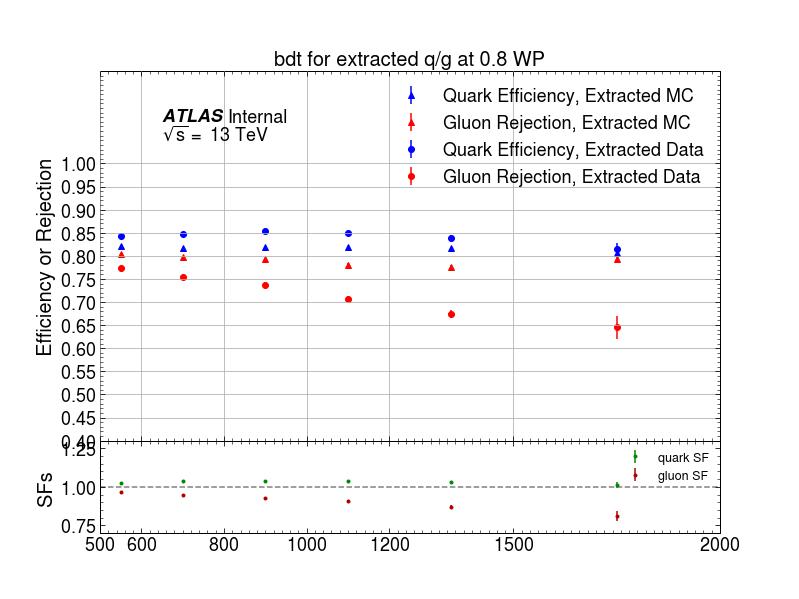 bdt for extracted q/g at 0.8 WP
ATLAS Internal
√s = 13 TeV
Quark Efficiency, Extracted MC
Gluon Rejection, Extracted MC
Quark Efficiency, Extracted Data
Gluon Rejection, Extracted Data
Efficiency or Rejection
1.00
0.95
0.90
0.85
0.80
0.75
0.70
0.65
0.60
0.55
0.50
0.45
0.40
SFs
1.25
1.00
0.75
quark SF
gluon SF
500 600 800 1000 1200 1500 2000